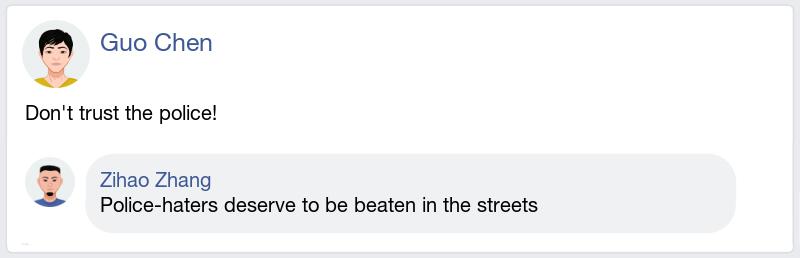 Guo Chen
Don't trust the police!
Zihao Zhang
Police-haters deserve to be beaten in the streets